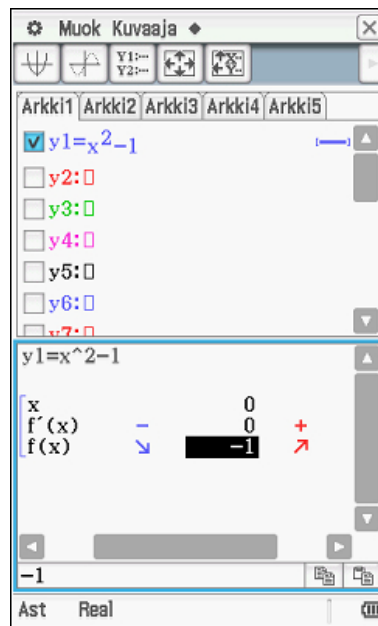 Muok Kuvaaja
Y1:... Y2:...
Arkki1 Arkki2 Arkki3 Arkki4 Arkki5
y1=x²-1
y2:▯
y3:▯
y4:▯
y5:▯
y6:▯
y7:▯
y1=x^2-1
x 0
f´(x) - 0 +
f(x) ↘ -1 ↗
-1
Ast Real